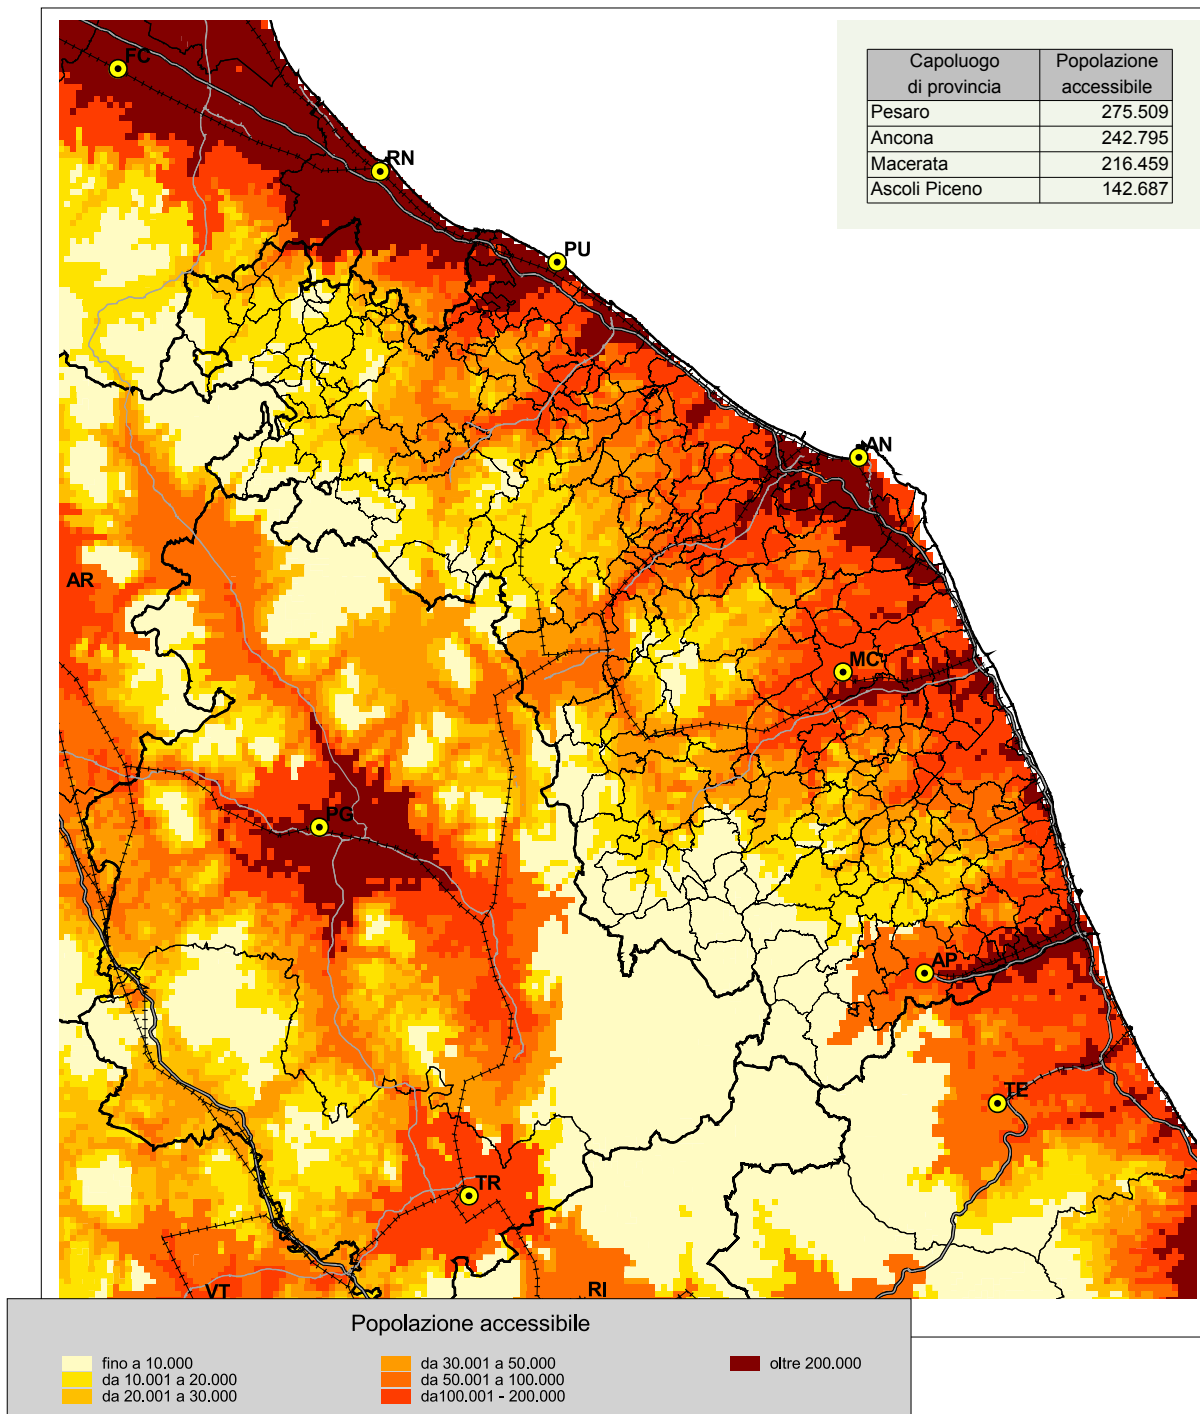 Capoluogo
di provincia
Popolazione
accessibile
Pesaro 275.509
Ancona 242.795
Macerata 216.459
Ascoli Piceno 142.687
FC
RN
PU
AN
AR
MC
PG
AP
TE
TR
VT
RI
Popolazione accessibile
fino a 10.000
da 10.001 a 20.000
da 20.001 a 30.000
da 30.001 a 50.000
da 50.001 a 100.000
da100.001 - 200.000
oltre 200.000